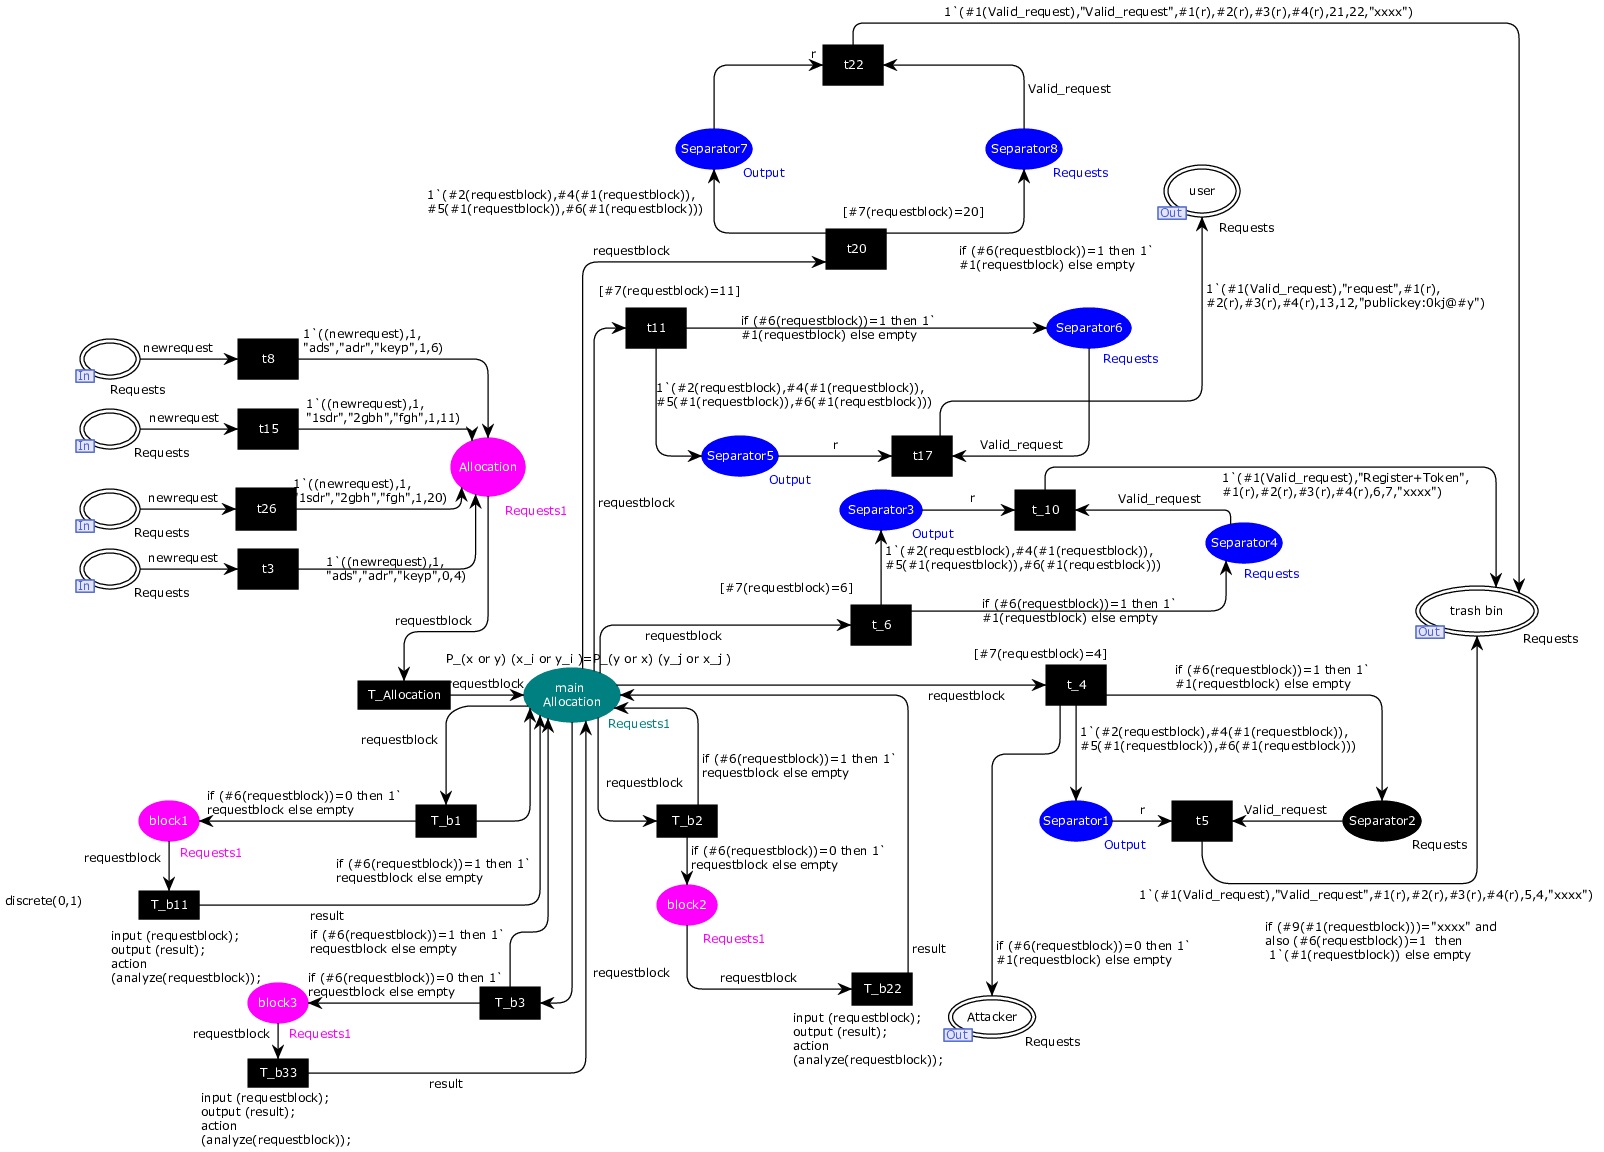 1`(#1(Valid_request),"Valid_request",#1(r),#2(r),#3(r),#4(r),21,22,"xxxx")
r
t22
Valid_request
Separator7
Output
Separator8
Requests
1`(#2(requestblock),#4(#1(requestblock)),
#5(#1(requestblock)),#6(#1(requestblock)))
[#7(requestblock)=20]
user
Out
Requests
requestblock
t20
if (#6(requestblock))=1 then 1`
#1(requestblock) else empty
[#7(requestblock)=11]
1`(#1(Valid_request),"request",#1(r),
#2(r),#3(r),#4(r),13,12,"publickey:0kj@#y")
t11
if (#6(requestblock))=1 then 1`
#1(requestblock) else empty
Separator6
Requests
newrequest
t8
1`((newrequest),1,
"ads","adr","keyp",1,6)
In
Requests
1`(#2(requestblock),#4(#1(requestblock)),
#5(#1(requestblock)),#6(#1(requestblock)))
newrequest
t15
1`((newrequest),1,
"1sdr","2gbh","fgh",1,11)
In
Requests
Separator5
Output
r
t17
Valid_request
Allocation
Requests1
newrequest
t26
1`((newrequest),1,
"1sdr","2gbh","fgh",1,20)
In
Requests
requestblock
Separator3
Output
r
t_10
Valid_request
1`(#1(Valid_request),"Register+Token",
#1(r),#2(r),#3(r),#4(r),6,7,"xxxx")
Separator4
Requests
newrequest
t3
1`((newrequest),1,
"ads","adr","keyp",0,4)
In
Requests
1`(#2(requestblock),#4(#1(requestblock)),
#5(#1(requestblock)),#6(#1(requestblock)))
[#7(requestblock)=6]
requestblock
requestblock
t_6
if (#6(requestblock))=1 then 1`
#1(requestblock) else empty
trash bin
Out
Requests
P_(x or y) (x_i or y_i )=P_(y or x) (y_j or x_j )
[#7(requestblock)=4]
T_Allocation
requestblock
main
Allocation
Requests1
requestblock
t_4
if (#6(requestblock))=1 then 1`
#1(requestblock) else empty
requestblock
1`(#2(requestblock),#4(#1(requestblock)),
#5(#1(requestblock)),#6(#1(requestblock)))
if (#6(requestblock))=1 then 1`
requestblock else empty
requestblock
if (#6(requestblock))=0 then 1`
requestblock else empty
block1
Requests1
T_b1
T_b2
Separator1
Output
r
t5
Valid_request
Separator2
Requests
requestblock
if (#6(requestblock))=1 then 1`
requestblock else empty
if (#6(requestblock))=0 then 1`
requestblock else empty
discrete(0,1)
T_b11
result
block2
Requests1
1`(#1(Valid_request),"Valid_request",#1(r),#2(r),#3(r),#4(r),5,4,"xxxx")
input (requestblock);
output (result);
action
(analyze(requestblock));
if (#6(requestblock))=1 then 1`
requestblock else empty
if (#9(#1(requestblock)))="xxxx" and
also (#6(requestblock))=1 then
1`(#1(requestblock)) else empty
result
if (#6(requestblock))=0 then 1`
#1(requestblock) else empty
if (#6(requestblock))=0 then 1`
requestblock else empty
requestblock
requestblock
block3
Requests1
T_b3
T_b22
Attacker
Out
Requests
requestblock
input (requestblock);
output (result);
action
(analyze(requestblock));
T_b33
result
input (requestblock);
output (result);
action
(analyze(requestblock));